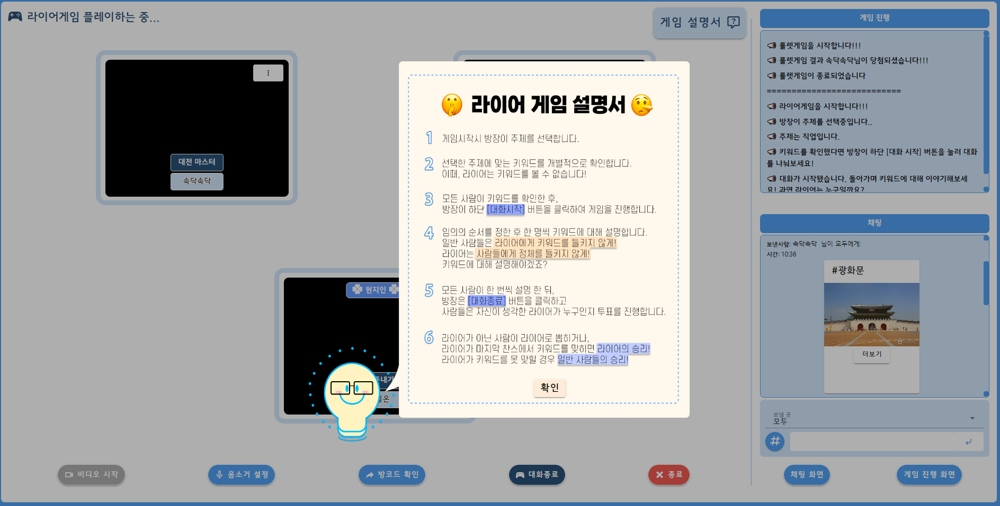 라이어게임 플레이하는 중...
게임 설명서
대전 마스터
속닥속닥
현지인
라이어 게임 설명서
1 게임시작시 방장이 주제를 선택합니다.
2 선택한 주제에 맞는 키워드를 개별적으로 확인합니다.
이때, 라이어는 키워드를 볼 수 없습니다!
3 모든 사람이 키워드를 확인한 후,
방장이 하단 [대화시작] 버튼을 클릭하여 게임을 진행합니다.
4 임의의 순서를 정한 후 한 명씩 키워드에 대해 설명합니다.
일반 사람들은 라이어에게 키워드를 들키지 않게!
라이어는 사람들에게 정체를 들키지 않게!
키워드에 대해 설명해야겠죠?
5 모든 사람이 한 번씩 설명 한 뒤,
방장은 [대화종료] 버튼을 클릭하고
사람들은 자신이 생각한 라이어가 누구인지 투표를 진행합니다.
6 라이어가 아닌 사람이 라이어로 뽑히거나,
라이어가 마지막 찬스에서 키워드를 맞히면 라이어의 승리!
라이어가 키워드를 못 맞힐 경우 일반 사람들의 승리!
확인
비디오 시작
음소거 설정
방코드 확인
대화종료
종료
게임 진행
룰렛게임을 시작합니다!!!
룰렛게임 결과 속닥속닥님이 당첨되셨습니다!!!
룰렛게임이 종료되었습니다
===========================
라이어게임을 시작합니다!!!
방장이 주제를 선택중입니다..
주제는 직업입니다.
키워드를 확인했다면 방장이 하단 [대화 시작] 버튼을 눌러 대화
를 나눠보세요!
대화가 시작됐습니다. 돌아가며 키워드에 대해 이야기해보세
요! 과연 라이어는 누구일까요?
채팅
보낸사람: 속닥속닥 님이 모두에게:
시간: 10:36
#광화문
더보기
보낼 곳
모두
#
채팅 화면
게임 진행 화면